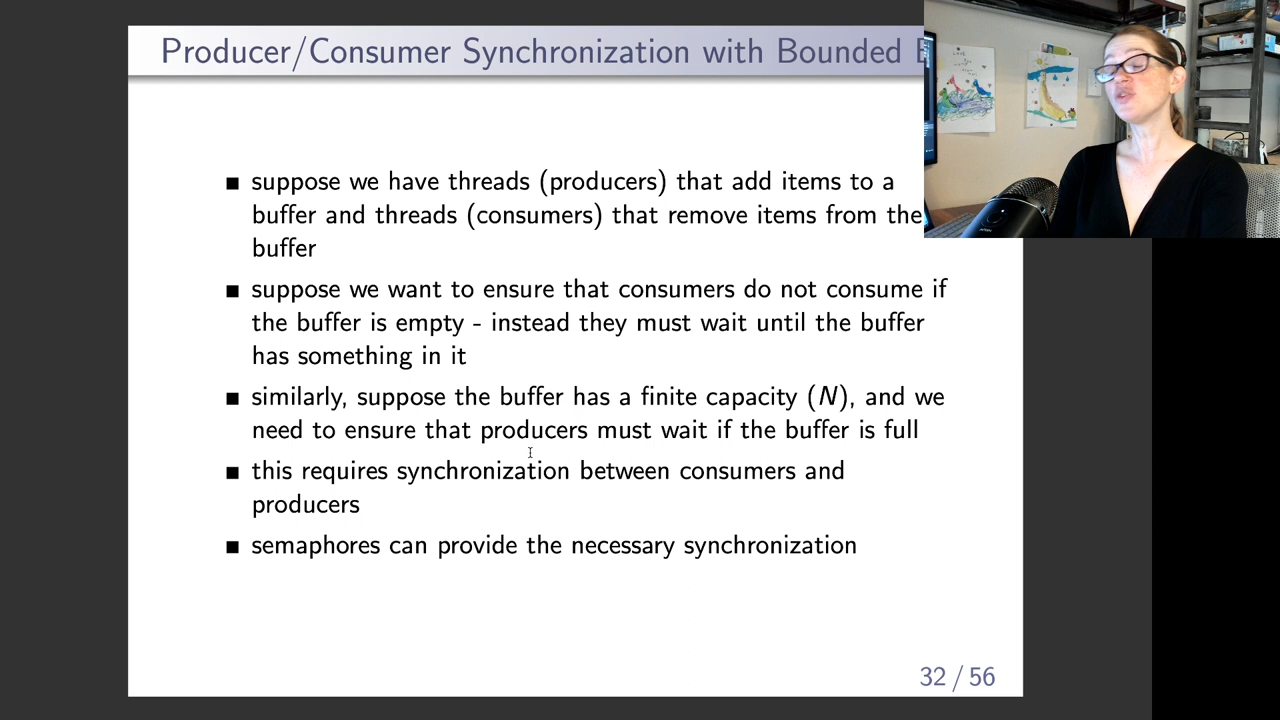 Producer/Consumer Synchronization with Bounded
■ suppose we have threads (producers) that add items to a
buffer and threads (consumers) that remove items from the
buffer
■ suppose we want to ensure that consumers do not consume if
the buffer is empty - instead they must wait until the buffer
has something in it
■ similarly, suppose the buffer has a finite capacity (N), and we
need to ensure that producers must wait if the buffer is full
■ this requires synchronization between consumers and
producers
■ semaphores can provide the necessary synchronization
32 / 56